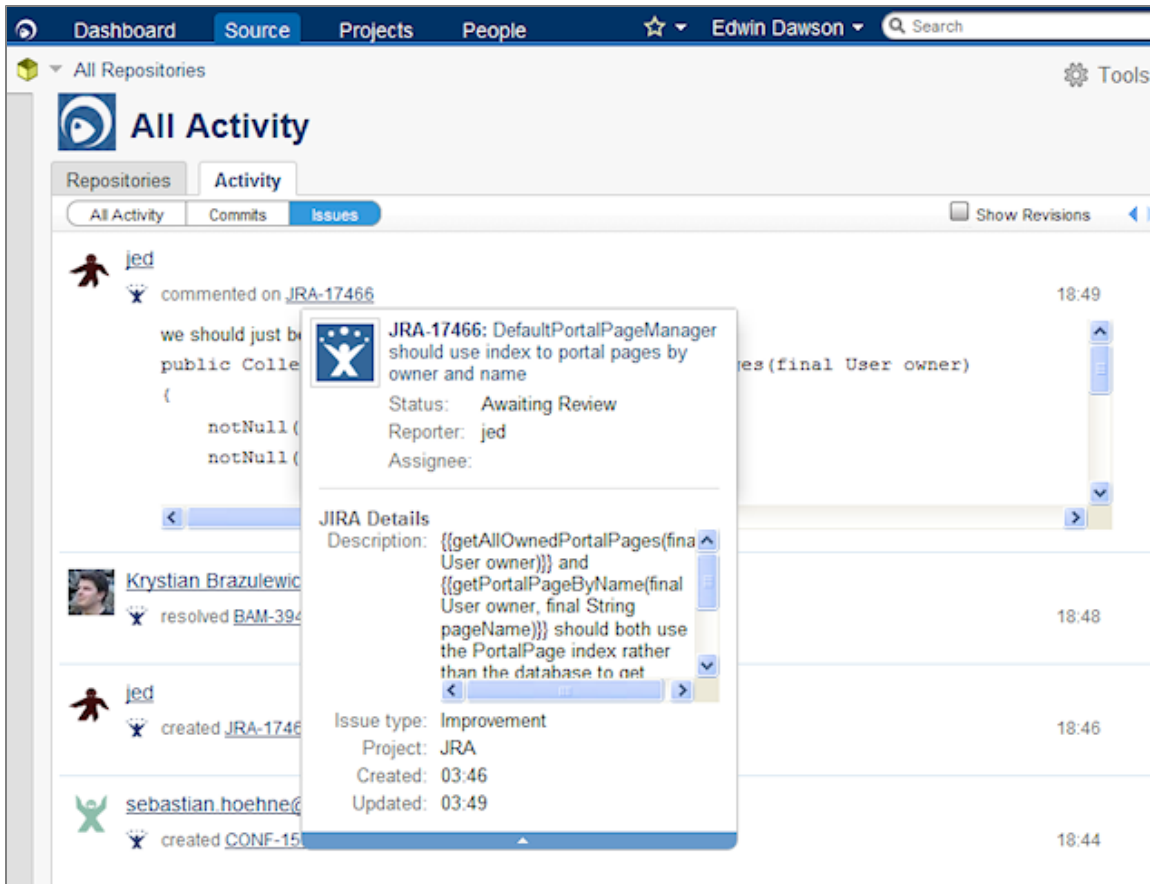 Dashboard Source Projects People Edwin Dawson Search
All Repositories Tools
All Activity
Repositories Activity
All Activity Commits Issues Show Revisions
jed
commented on JRA-17466 18:49
we should just
public es(final User owner)
{
notNull(
notNull(
JRA-17466: DefaultPortalPageManager
should use index to portal pages by
owner and name
Status: Awaiting Review
Reporter: jed
Assignee:
JIRA Details
Description: {{getAllOwnedPortalPages(fina
User owner)}} and
{{getPortalPageByName(final
User owner, final String
pageName)}} should both use
the PortalPage index rather
than the database to get
Issue type: Improvement
Project: JRA
Created: 03:46
Updated: 03:49
Krystian Brazulewic
resolved BAM-394 18:48
jed
created JRA-1746 18:46
sebastian.hoehne@
created CONF-15 18:44